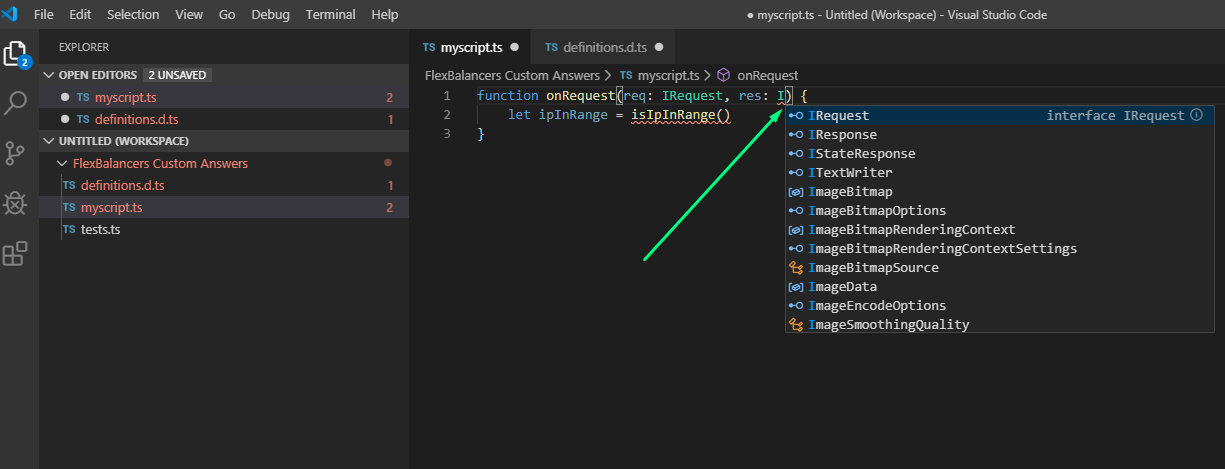 File Edit Selection View Go Debug Terminal Help
● myscript.ts - Untitled (Workspace) - Visual Studio Code
EXPLORER
OPEN EDITORS 2 UNSAVED
TS myscript.ts 2
TS definitions.d.ts 1
UNTITLED (WORKSPACE)
FlexBalancers Custom Answers
TS definitions.d.ts 1
TS myscript.ts 2
TS tests.ts
2
TS myscript.ts ● TS definitions.d.ts ●
FlexBalancers Custom Answers > TS myscript.ts > onRequest
1 function onRequest(req: IRequest, res: I) {
2 let ipInRange = isIpInRange()
3 }
IRequest interface IRequest
IResponse
IStateResponse
ITextWriter
ImageBitmap
ImageBitmapOptions
ImageBitmapRenderingContext
ImageBitmapRenderingContextSettings
ImageBitmapSource
ImageData
ImageEncodeOptions
ImageSmoothingQuality